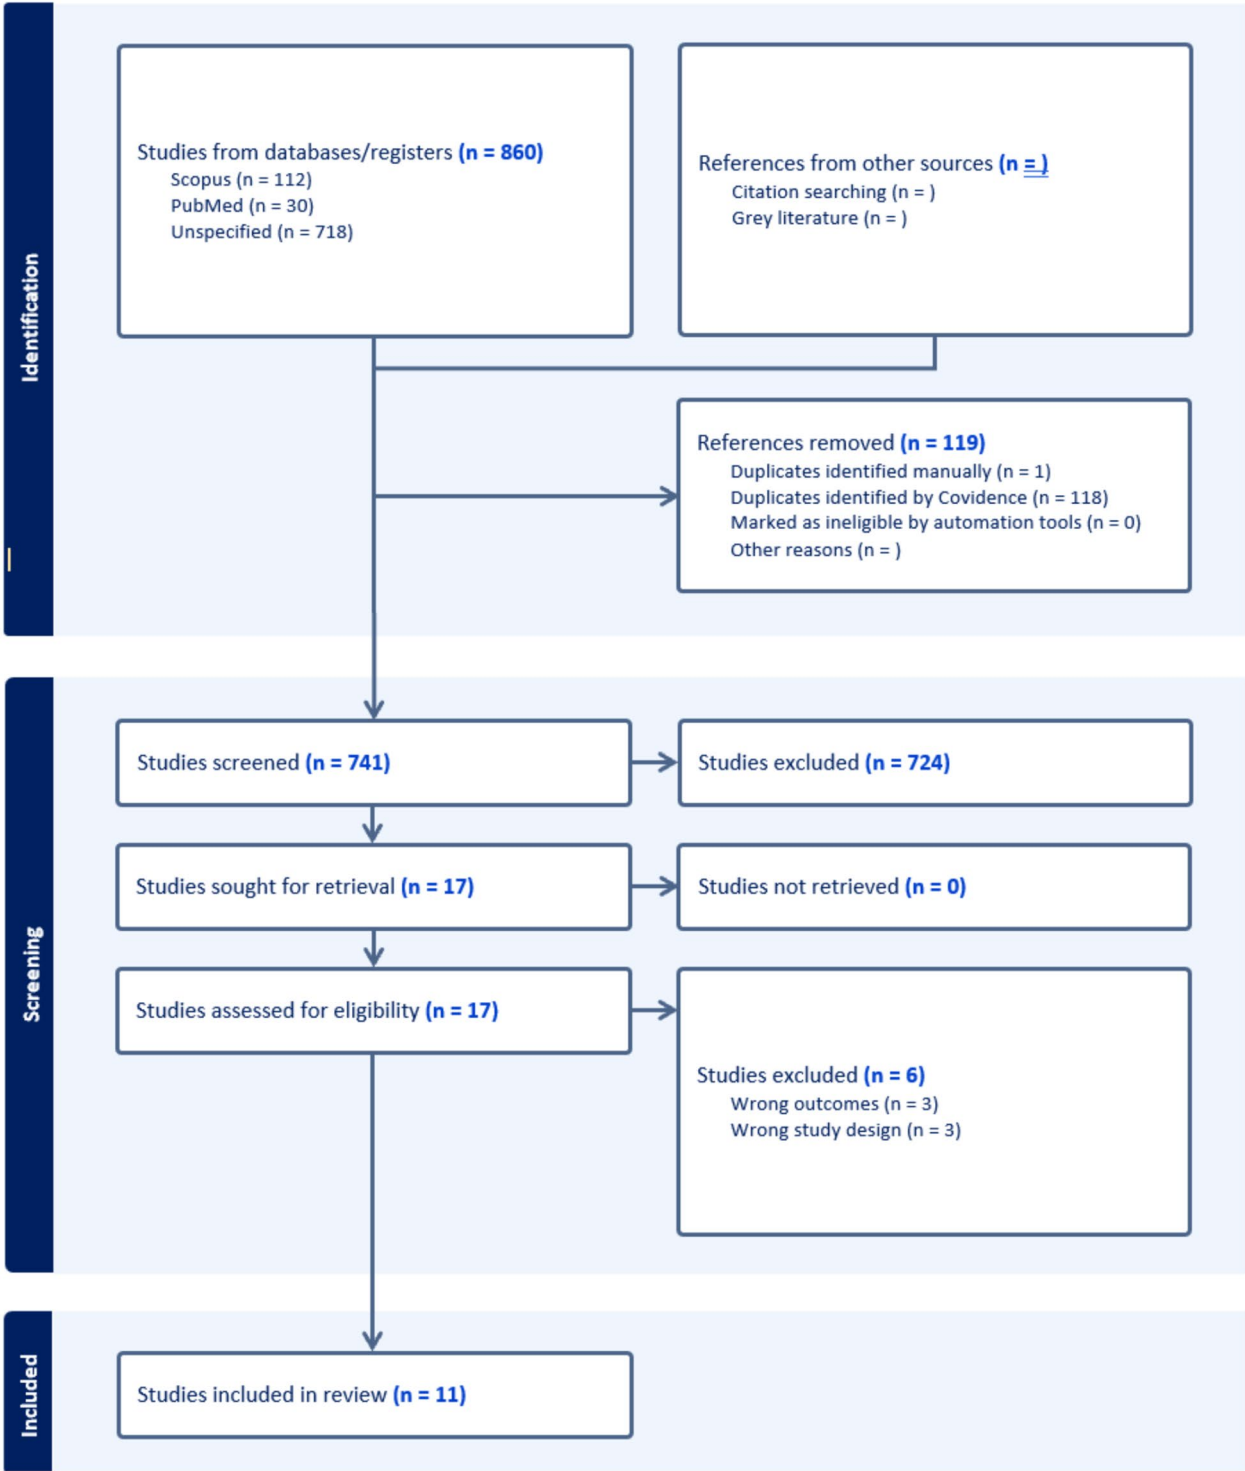 Identification
Studies from databases/registers (n = 860)
Scopus (n = 112)
PubMed (n = 30)
Unspecified (n = 718)
References from other sources (n = )
Citation searching (n = )
Grey literature (n = )
References removed (n = 119)
Duplicates identified manually (n = 1)
Duplicates identified by Covidence (n = 118)
Marked as ineligible by automation tools (n = 0)
Other reasons (n = )
Screening
Studies screened (n = 741)
Studies excluded (n = 724)
Studies sought for retrieval (n = 17)
Studies not retrieved (n = 0)
Studies assessed for eligibility (n = 17)
Studies excluded (n = 6)
Wrong outcomes (n = 3)
Wrong study design (n = 3)
Included
Studies included in review (n = 11)